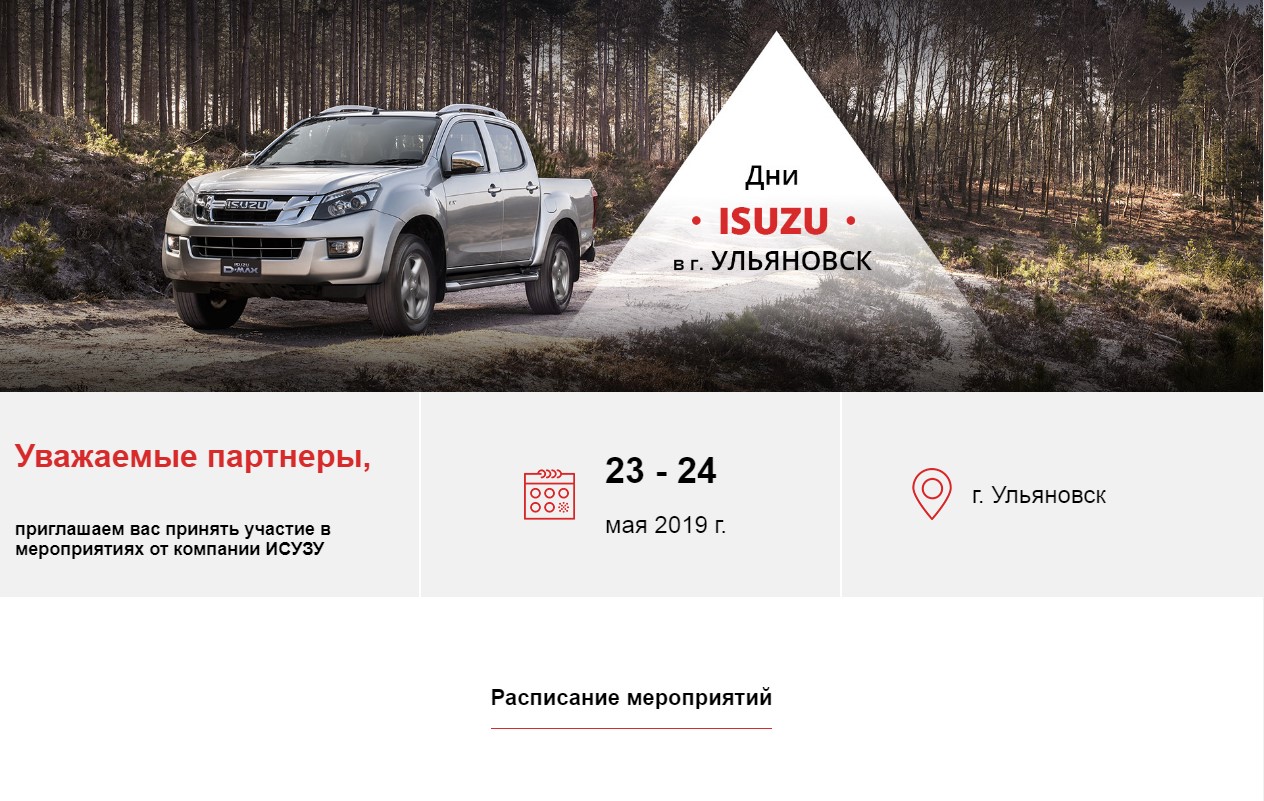 Дни
• ISUZU •
в г. УЛЬЯНОВСК
ISUZU
ISUZU
D-MAX
Уважаемые партнеры,
приглашаем вас принять участие в
мероприятиях от компании ИСУЗУ
23 - 24
мая 2019 г.
г. Ульяновск
Расписание мероприятий